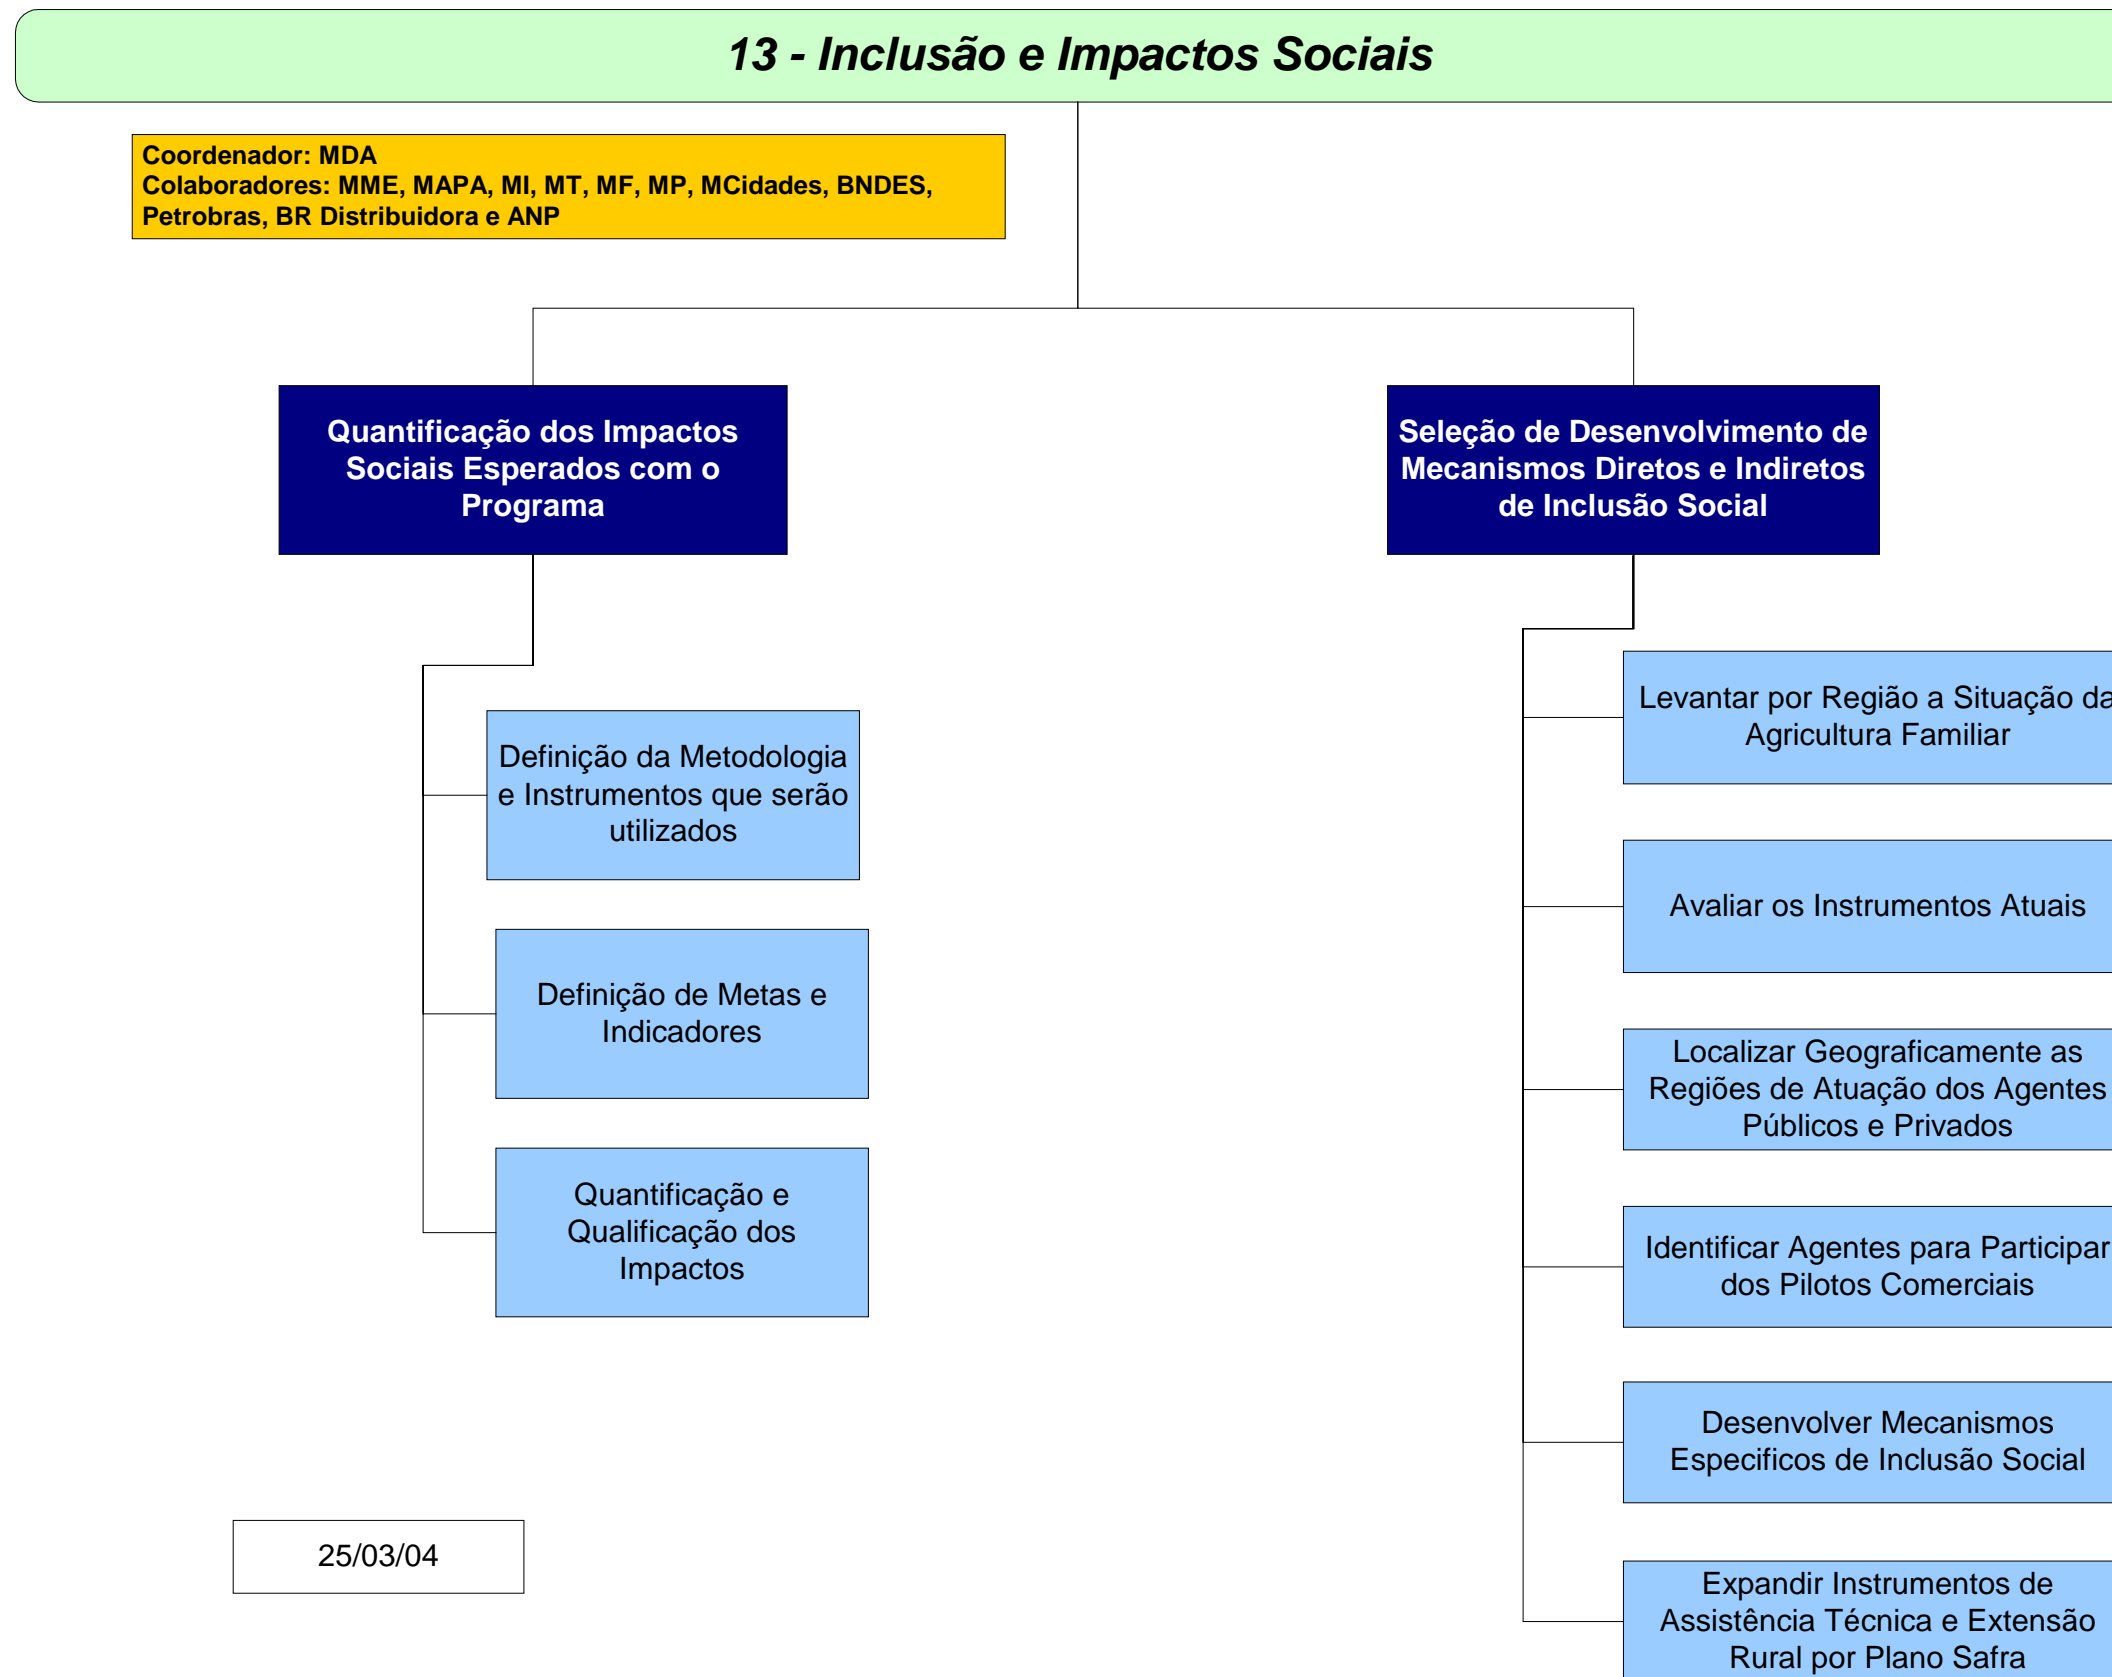 13 - Inclusão e Impactos Sociais
Coordenador: MDA
Colaboradores: MME, MAPA, MI, MT, MF, MP, MCidades, BNDES,
Petrobras, BR Distribuidora e ANP
Quantificação dos Impactos
Sociais Esperados com o
Programa
Definição da Metodologia
e Instrumentos que serão
utilizados
Definição de Metas e
Indicadores
Quantificação e
Qualificação dos
Impactos
Seleção de Desenvolvimento de
Mecanismos Diretos e Indiretos
de Inclusão Social
Levantar por Região a Situação da
Agricultura Familiar
Avaliar os Instrumentos Atuais
Localizar Geograficamente as
Regiões de Atuação dos Agentes
Públicos e Privados
Identificar Agentes para Participar
dos Pilotos Comerciais
Desenvolver Mecanismos
Especificos de Inclusão Social
Expandir Instrumentos de
Assistência Técnica e Extensão
Rural por Plano Safra
25/03/04